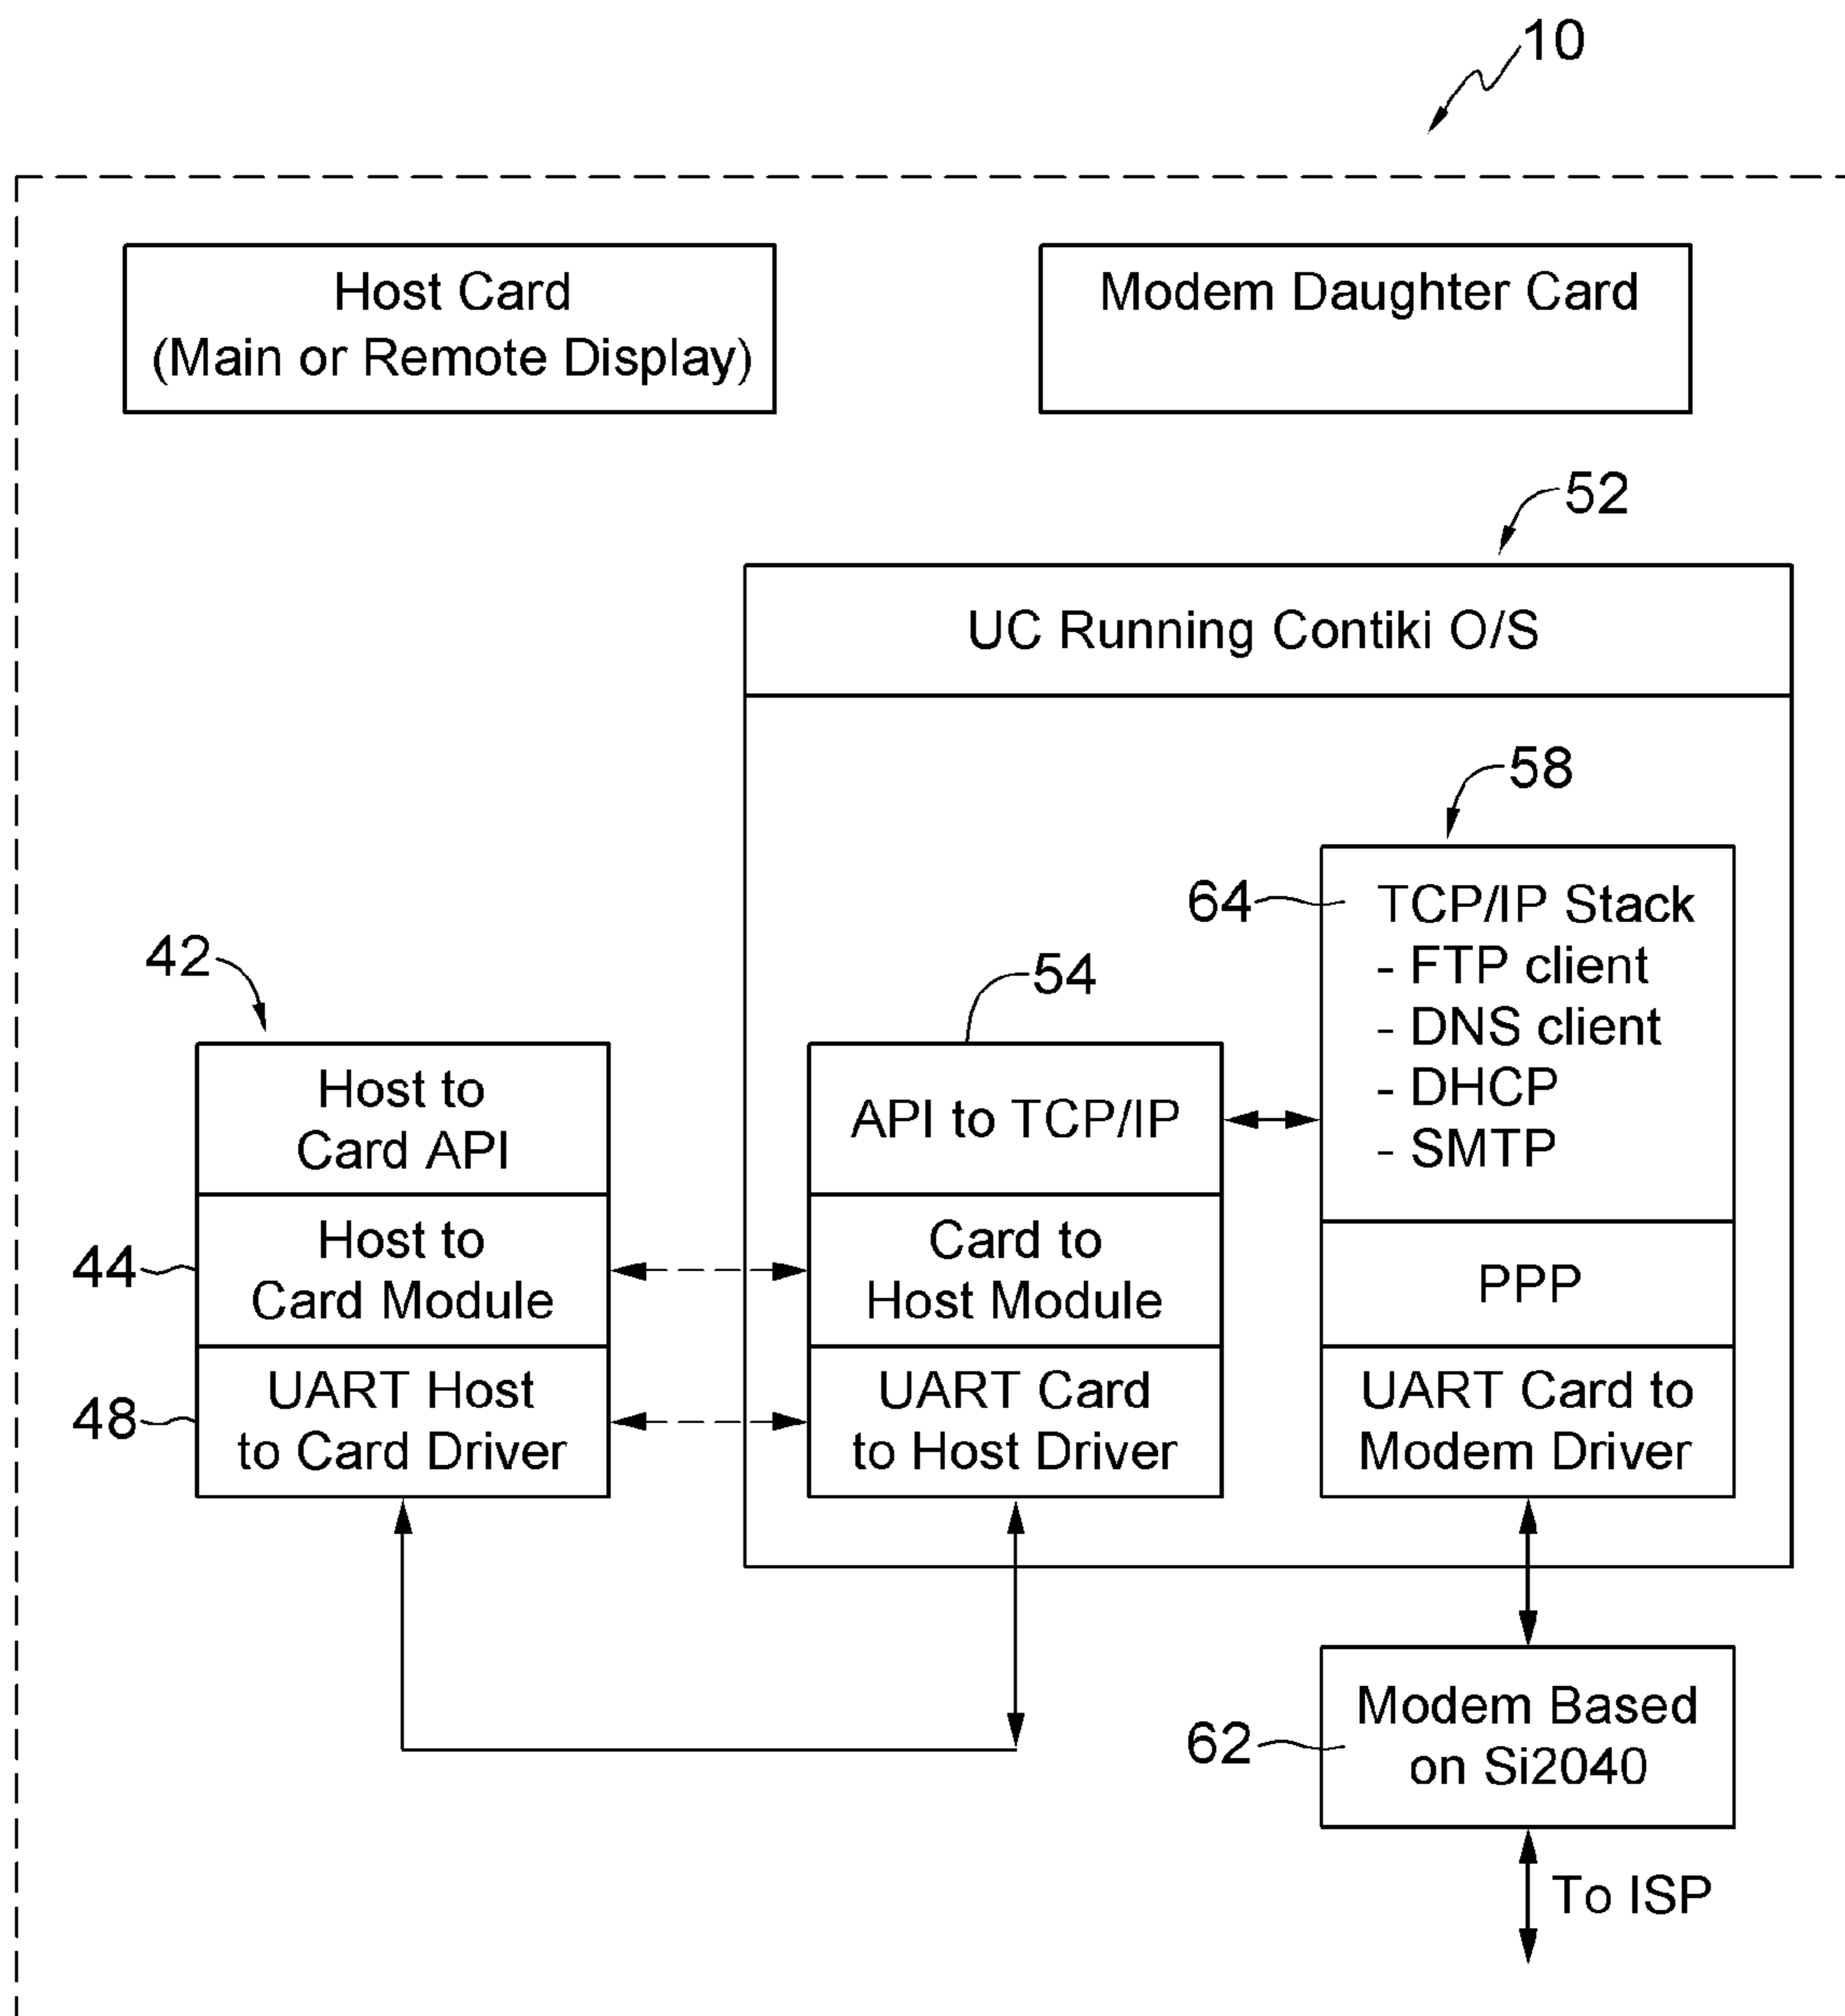 10
Host Card
(Main or Remote Display)
Modem Daughter Card
52
UC Running Contiki O/S
58
64
TCP/IP Stack
- FTP client
- DNS client
- DHCP
- SMTP
42
54
Host to
Card API
API to TCP/IP
44
Host to
Card Module
Card to
Host Module
PPP
48
UART Host
to Card Driver
UART Card
to Host Driver
UART Card to
Modem Driver
62
Modem Based
on Si2040
To ISP